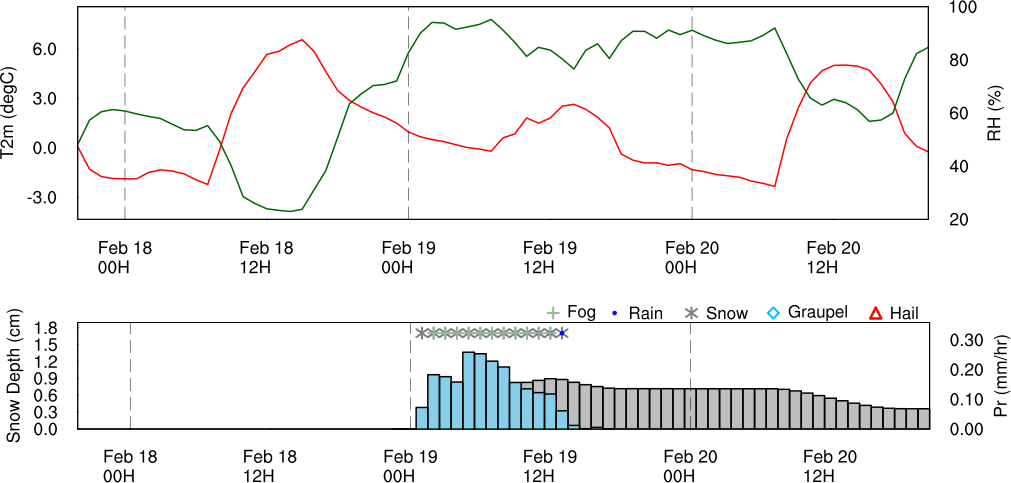 T2m (degC)
6.0
3.0
0.0
-3.0
100
80
60
40
20
RH (%)
Feb 18 Feb 18 Feb 19 Feb 19 Feb 20 Feb 20
00H 12H 00H 12H 00H 12H
Fog Rain Snow Graupel Hail
Snow Depth (cm)
1.8
1.5
1.2
0.9
0.6
0.3
0.0
0.30
0.20
0.10
0.00
Pr (mm/hr)
Feb 18 Feb 18 Feb 19 Feb 19 Feb 20 Feb 20
00H 12H 00H 12H 00H 12H